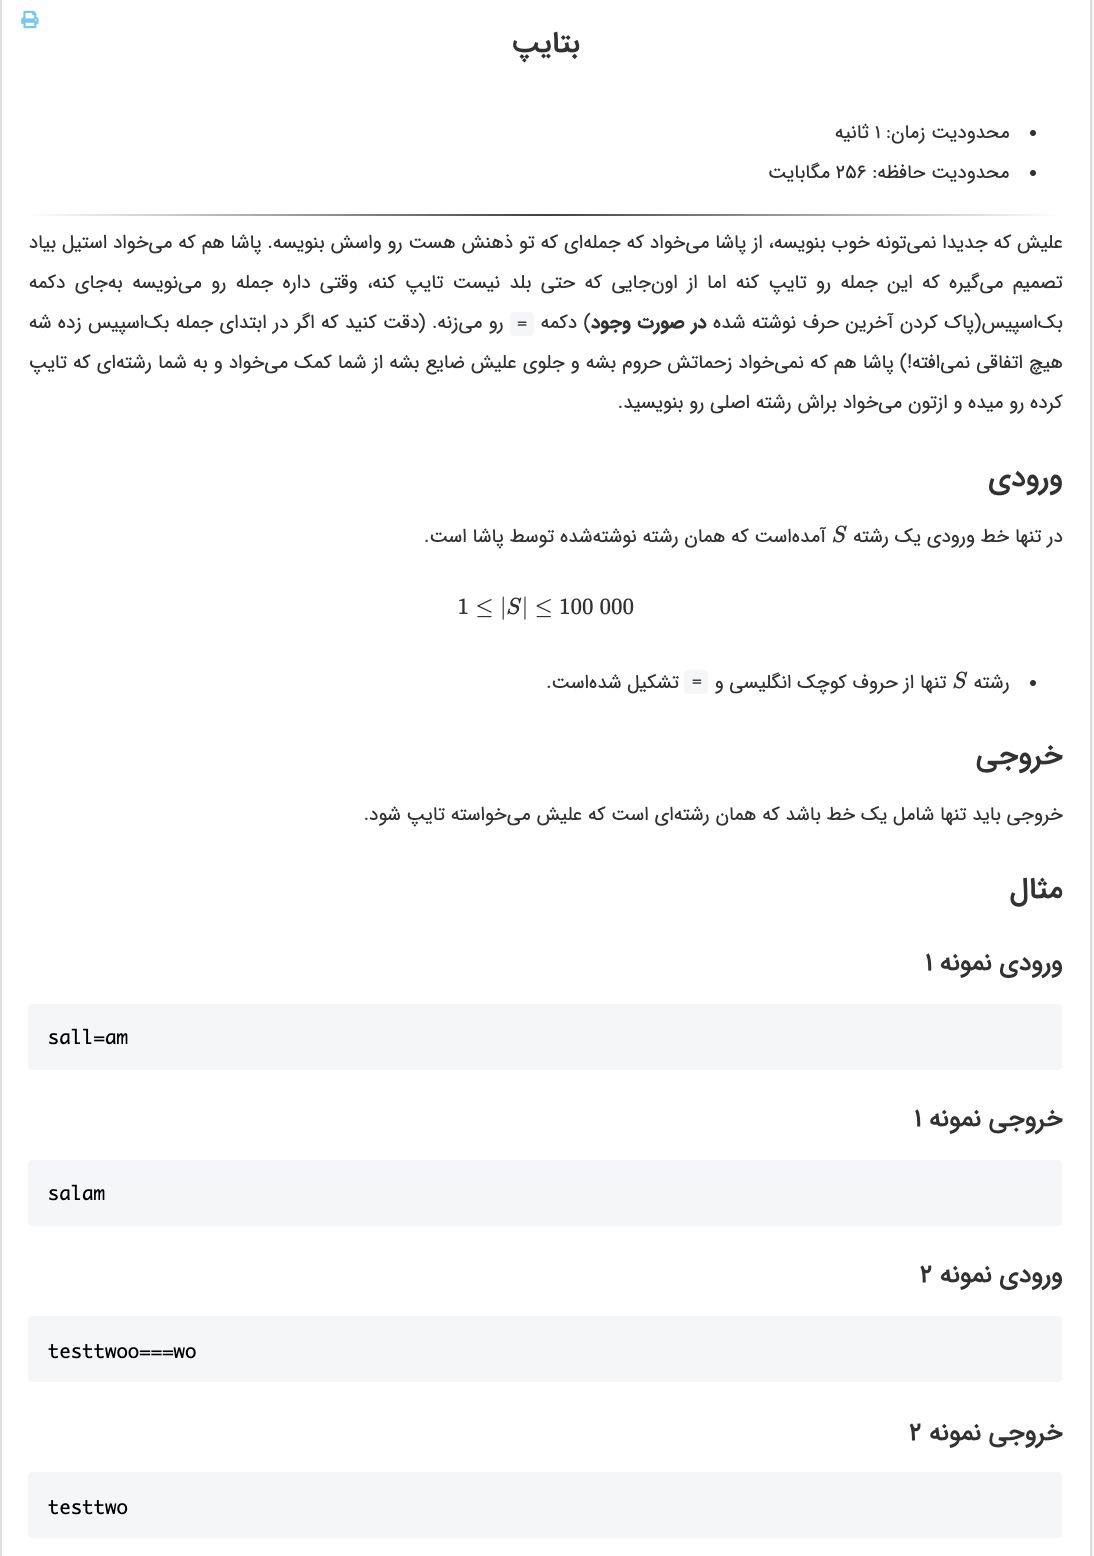 بتایپ
محدودیت زمان: ۱ ثانیه
محدودیت حافظه: ۲۵۶ مگابایت
علیش که جدیدا نمی‌تونه خوب بنویسه، از پاشا می‌خواد که جمله‌ای که تو ذهنش هست رو واسش بنویسه. پاشا هم که می‌خواد استیل بیاد
تصمیم می‌گیره که این جمله رو تایپ کنه اما از اون‌جایی که حتی بلد نیست تایپ کنه، وقتی داره جمله رو می‌نویسه به‌جای دکمه
بک‌اسپیس(پاک کردن آخرین حرف نوشته شده در صورت وجود) دکمه = رو می‌زنه. (دقت کنید که اگر در ابتدای جمله بک‌اسپیس زده شه
هیچ اتفاقی نمی‌افته!) پاشا هم که نمی‌خواد زحماتش حروم بشه و جلوی علیش ضایع بشه از شما کمک می‌خواد و به شما رشته‌ای که تایپ
کرده رو میده و ازتون می‌خواد براش رشته اصلی رو بنویسید.
ورودی
در تنها خط ورودی یک رشته S آمده‌است که همان رشته نوشته‌شده توسط پاشا است.
1 ≤ |S| ≤ 100 000
رشته S تنها از حروف کوچک انگلیسی و = تشکیل شده‌است.
خروجی
خروجی باید تنها شامل یک خط باشد که همان رشته‌ای است که علیش می‌خواسته تایپ شود.
مثال
ورودی نمونه ۱
sall=am
خروجی نمونه ۱
salam
ورودی نمونه ۲
testtwoo===wo
خروجی نمونه ۲
testtwo